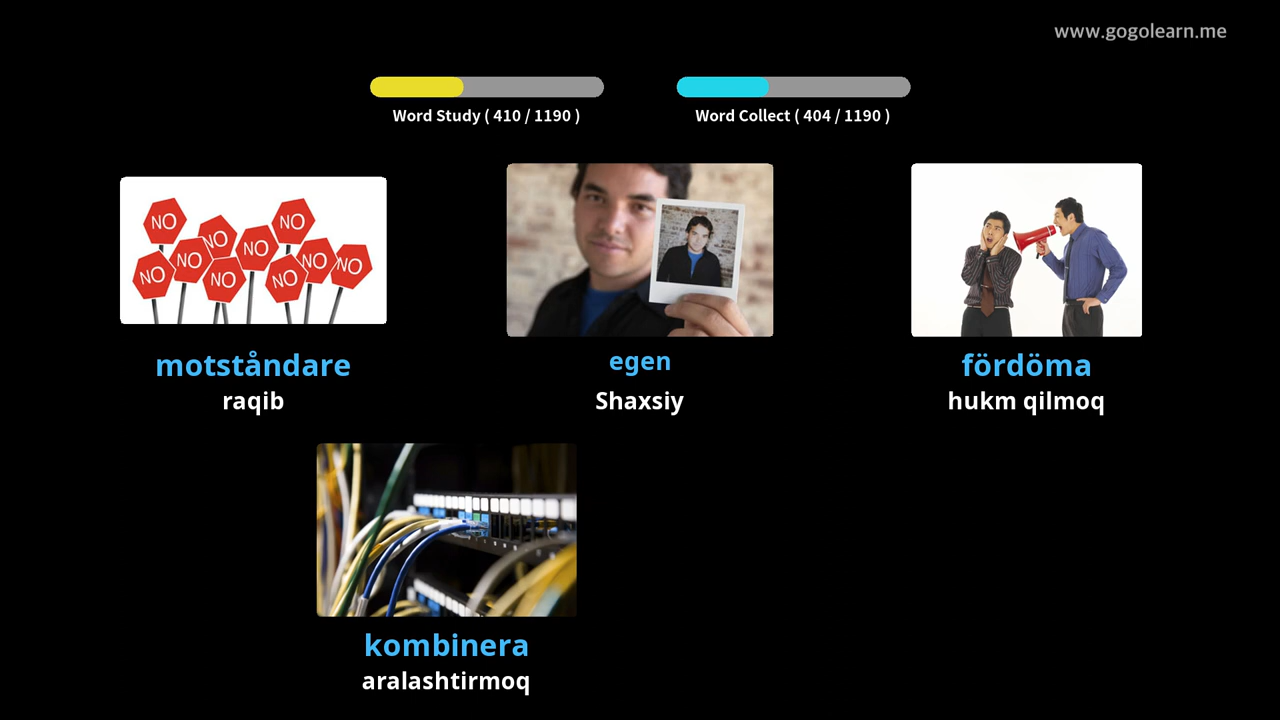 www.gogolearn.me
Word Study ( 410 / 1190 )
Word Collect ( 404 / 1190 )
NO
NO
NO
NO
NO
NO
NO
NO
NO
NO
motståndare
raqib
egen
Shaxsiy
fördöma
hukm qilmoq
kombinera
aralashtirmoq